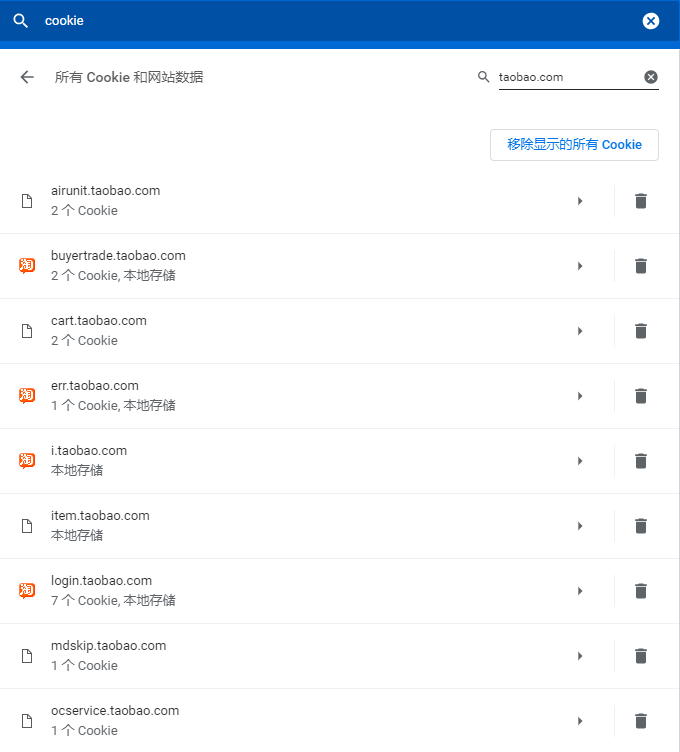 cookie
所有 Cookie 和网站数据
taobao.com
移除显示的所有 Cookie
airunit.taobao.com
2 个 Cookie
淘
buyertrade.taobao.com
2 个 Cookie, 本地存储
cart.taobao.com
2 个 Cookie
淘
err.taobao.com
1 个 Cookie, 本地存储
淘
i.taobao.com
本地存储
item.taobao.com
本地存储
淘
login.taobao.com
7 个 Cookie, 本地存储
mdskip.taobao.com
1 个 Cookie
ocservice.taobao.com
1 个 Cookie